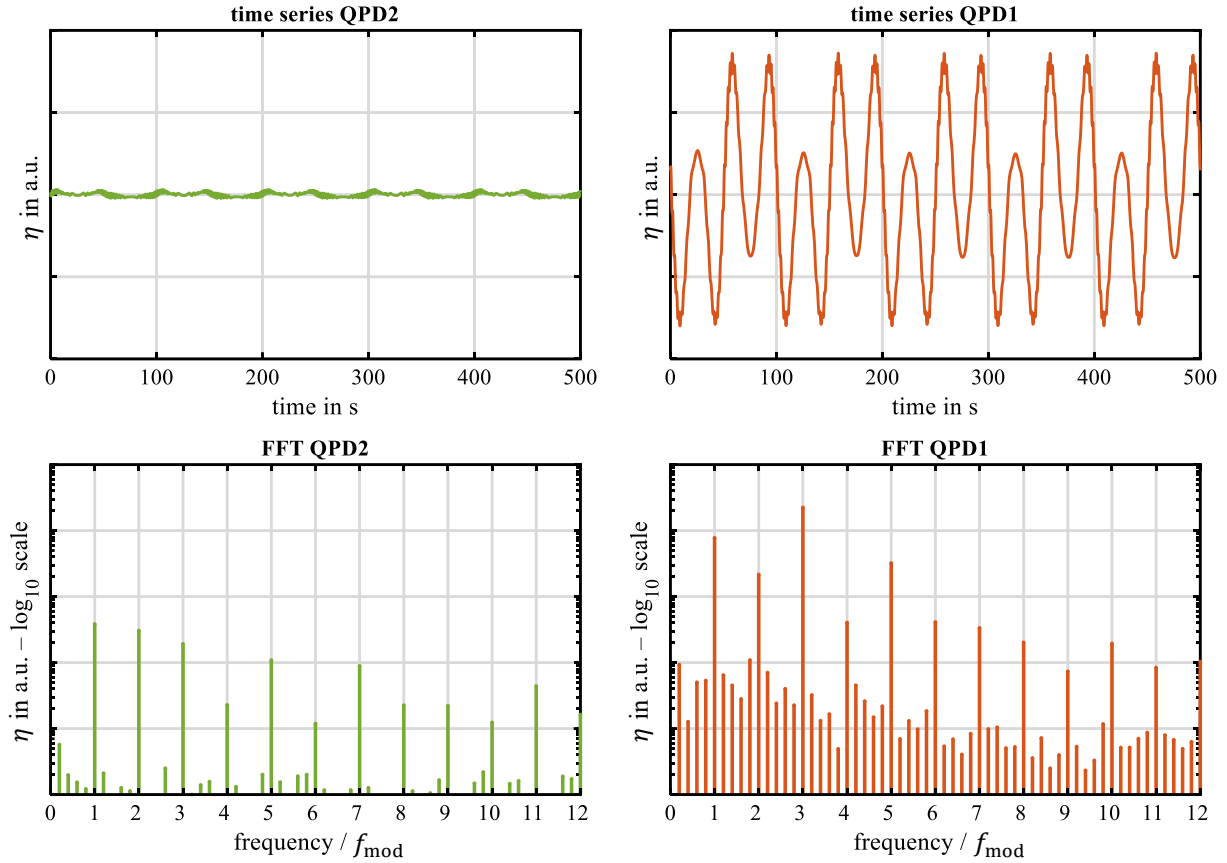 time series QPD2
η in a.u.
0 100 200 300 400 500
time in s
time series QPD1
η in a.u.
0 100 200 300 400 500
time in s
FFT QPD2
η in a.u. – log₁₀ scale
0 1 2 3 4 5 6 7 8 9 10 11 12
frequency / f_mod
FFT QPD1
η in a.u. – log₁₀ scale
0 1 2 3 4 5 6 7 8 9 10 11 12
frequency / f_mod